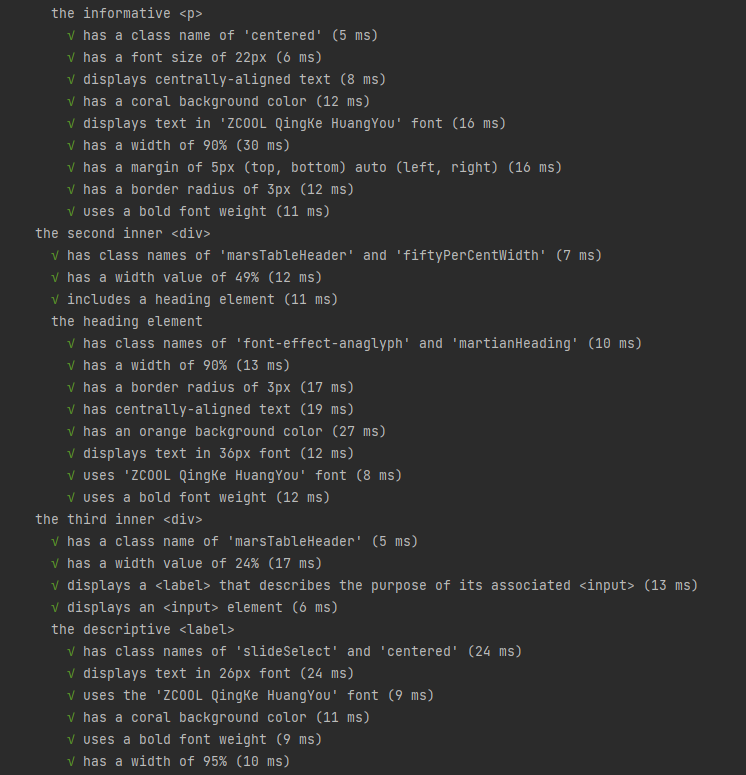 the informative <p>
√ has a class name of 'centered' (5 ms)
√ has a font size of 22px (6 ms)
√ displays centrally-aligned text (8 ms)
√ has a coral background color (12 ms)
√ displays text in 'ZCOOL QingKe HuangYou' font (16 ms)
√ has a width of 90% (30 ms)
√ has a margin of 5px (top, bottom) auto (left, right) (16 ms)
√ has a border radius of 3px (12 ms)
√ uses a bold font weight (11 ms)
the second inner <div>
√ has class names of 'marsTableHeader' and 'fiftyPerCentWidth' (7 ms)
√ has a width value of 49% (12 ms)
√ includes a heading element (11 ms)
the heading element
√ has class names of 'font-effect-anaglyph' and 'martianHeading' (10 ms)
√ has a width of 90% (13 ms)
√ has a border radius of 3px (17 ms)
√ has centrally-aligned text (19 ms)
√ has an orange background color (27 ms)
√ displays text in 36px font (12 ms)
√ uses 'ZCOOL QingKe HuangYou' font (8 ms)
√ uses a bold font weight (12 ms)
the third inner <div>
√ has a class name of 'marsTableHeader' (5 ms)
√ has a width value of 24% (17 ms)
√ displays a <label> that describes the purpose of its associated <input> (13 ms)
√ displays an <input> element (6 ms)
the descriptive <label>
√ has class names of 'slideSelect' and 'centered' (24 ms)
√ displays text in 26px font (24 ms)
√ uses the 'ZCOOL QingKe HuangYou' font (9 ms)
√ has a coral background color (11 ms)
√ uses a bold font weight (9 ms)
√ has a width of 95% (10 ms)